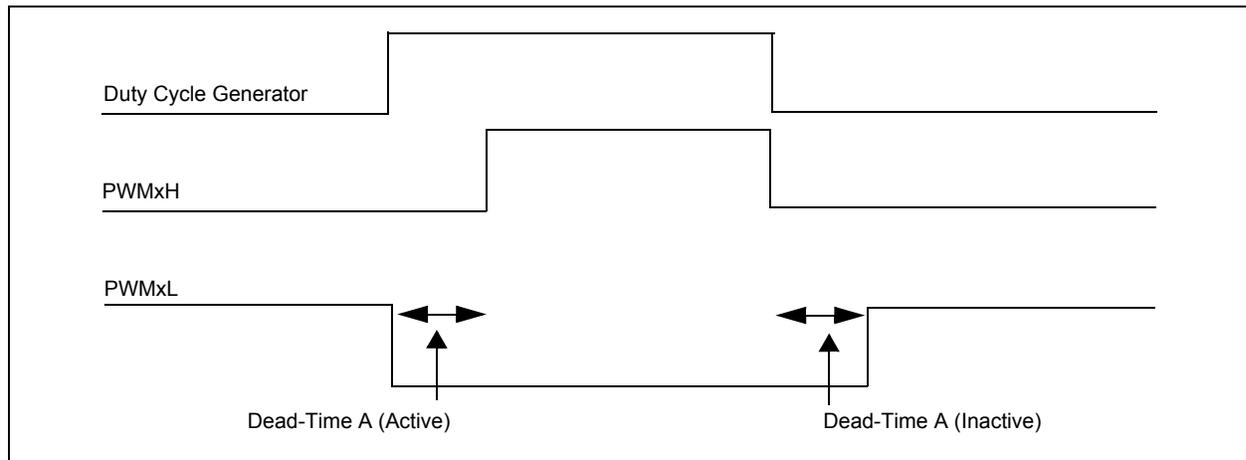 Duty Cycle Generator
PWMxH
PWMxL
Dead-Time A (Active)
Dead-Time A (Inactive)